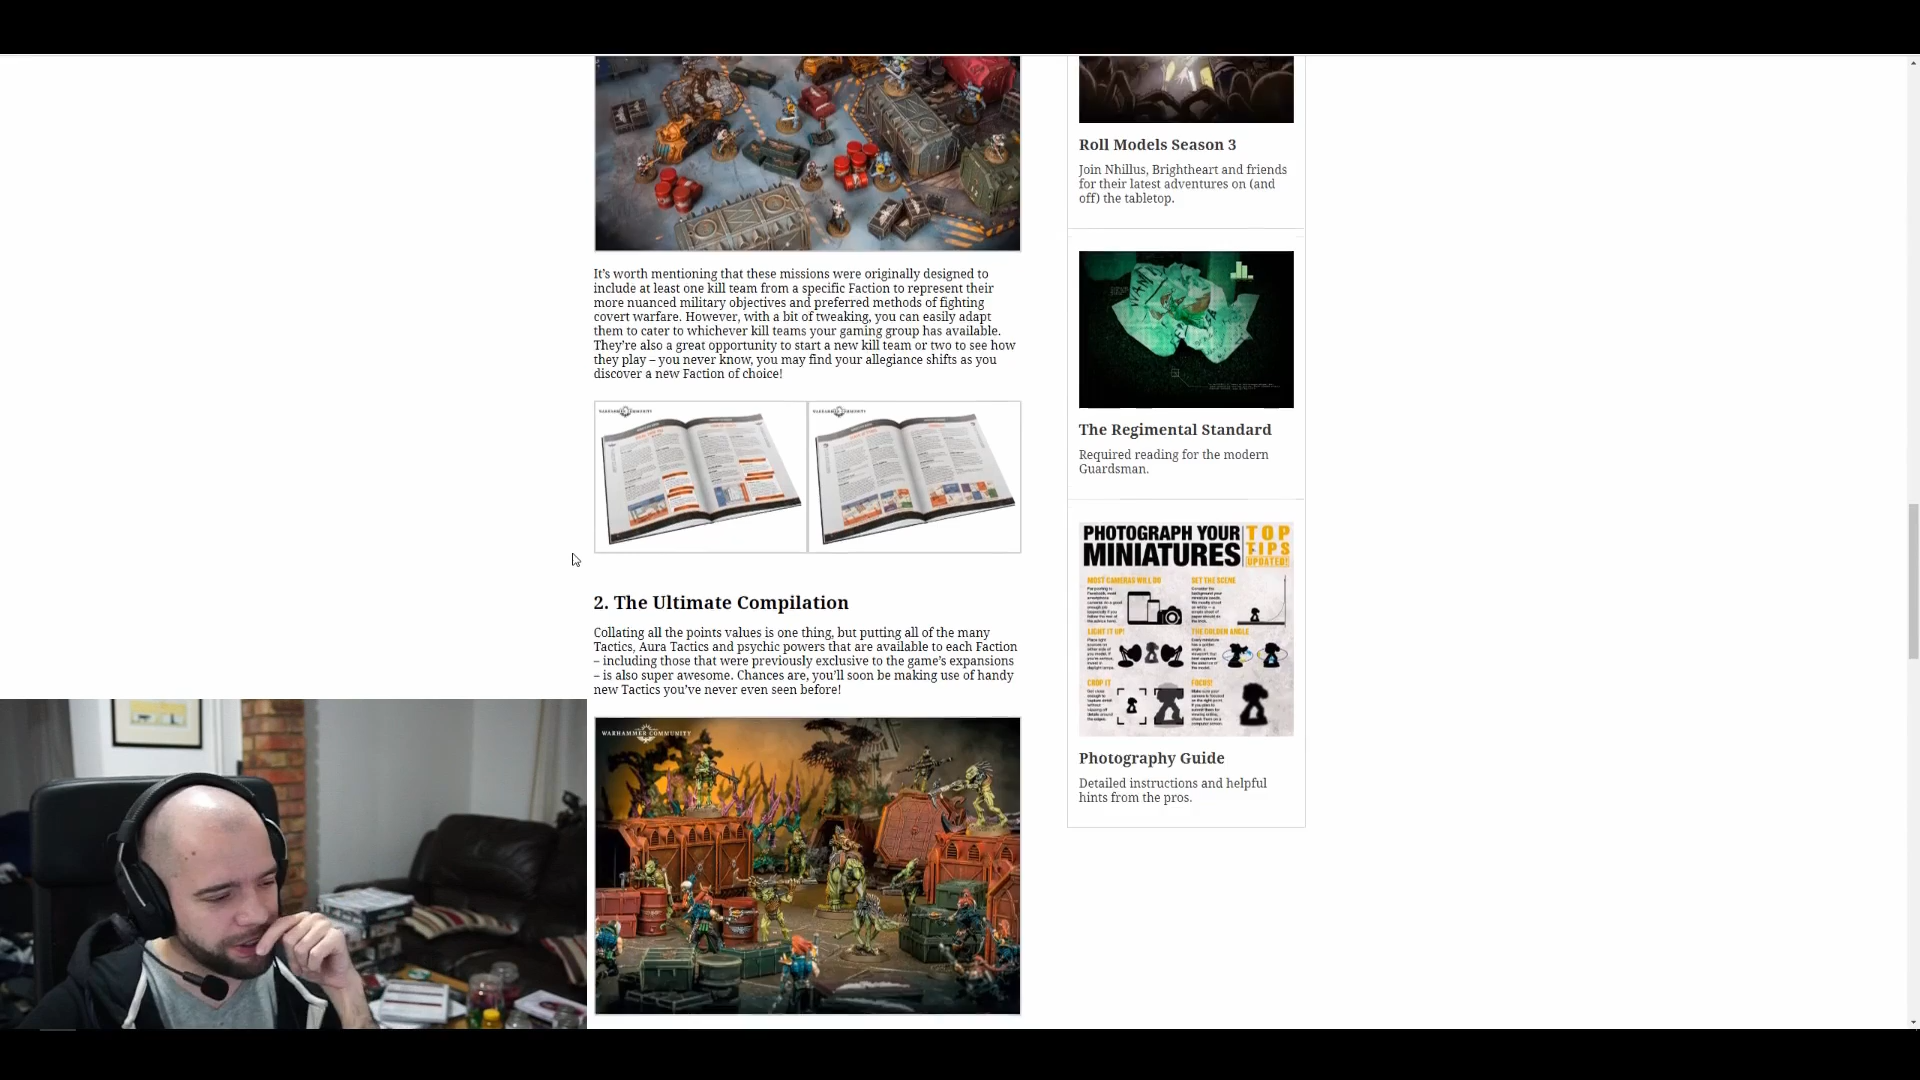 It’s worth mentioning that these missions were originally designed to
include at least one kill team from a specific Faction to represent their
more nuanced military objectives and preferred methods of fighting
covert warfare. However, with a bit of tweaking, you can easily adapt
them to cater to whichever kill teams your gaming group has available.
They’re also a great opportunity to start a new kill team or two to see how
they play – you never know, you may find your allegiance shifts as you
discover a new Faction of choice!
WARHAMMER COMMUNITY
WARHAMMER COMMUNITY
2. The Ultimate Compilation
Collating all the points values is one thing, but putting all of the many
Tactics, Aura Tactics and psychic powers that are available to each Faction
– including those that were previously exclusive to the game’s expansions
– is also super awesome. Chances are, you’ll soon be making use of handy
new Tactics you’ve never even seen before!
WARHAMMER COMMUNITY
Roll Models Season 3
Join Nhillus, Brightheart and friends
for their latest adventures on (and
off) the tabletop.
The Regimental Standard
Required reading for the modern
Guardsman.
PHOTOGRAPH YOUR
MINIATURES
TOP
TIPS
UPDATED!
MOST CAMERAS WILL DO
SET THE SCENE
LIGHT IT UP!
THE GOLDEN ANGLE
CROP IT
FOCUS!
Photography Guide
Detailed instructions and helpful
hints from the pros.